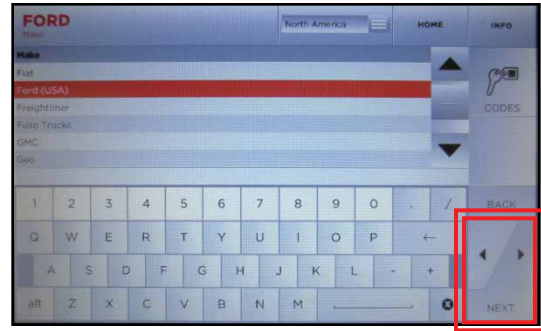 FORD
Make
North America
HOME
INFO
Make
Fiat
Ford (USA)
Freightliner
Fuso Trucks
GMC
Geo
CODES
1 2 3 4 5 6 7 8 9 0 . /
BACK
Q W E R T Y U I O P ←
A S D F G H J K L - +
alt Z X C V B N M
NEXT